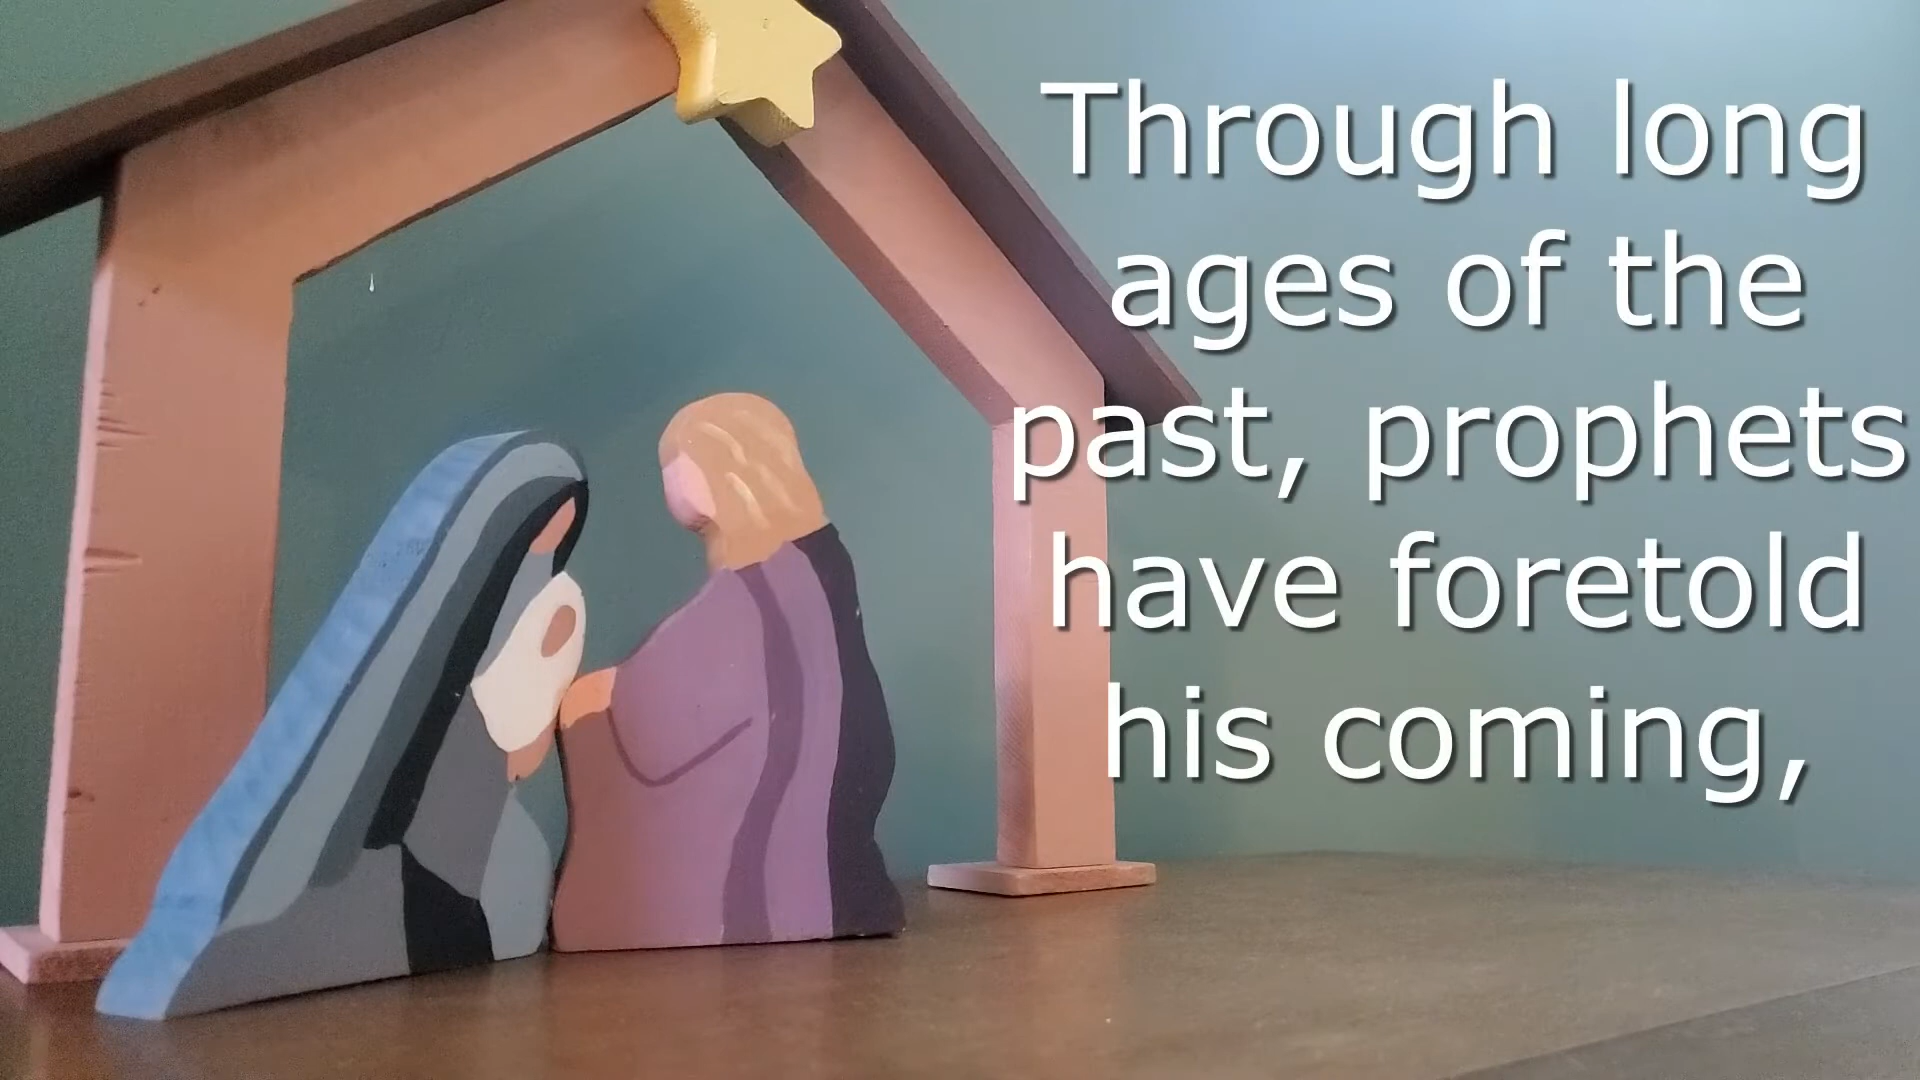 Through long
ages of the
past, prophets
have foretold
his coming,